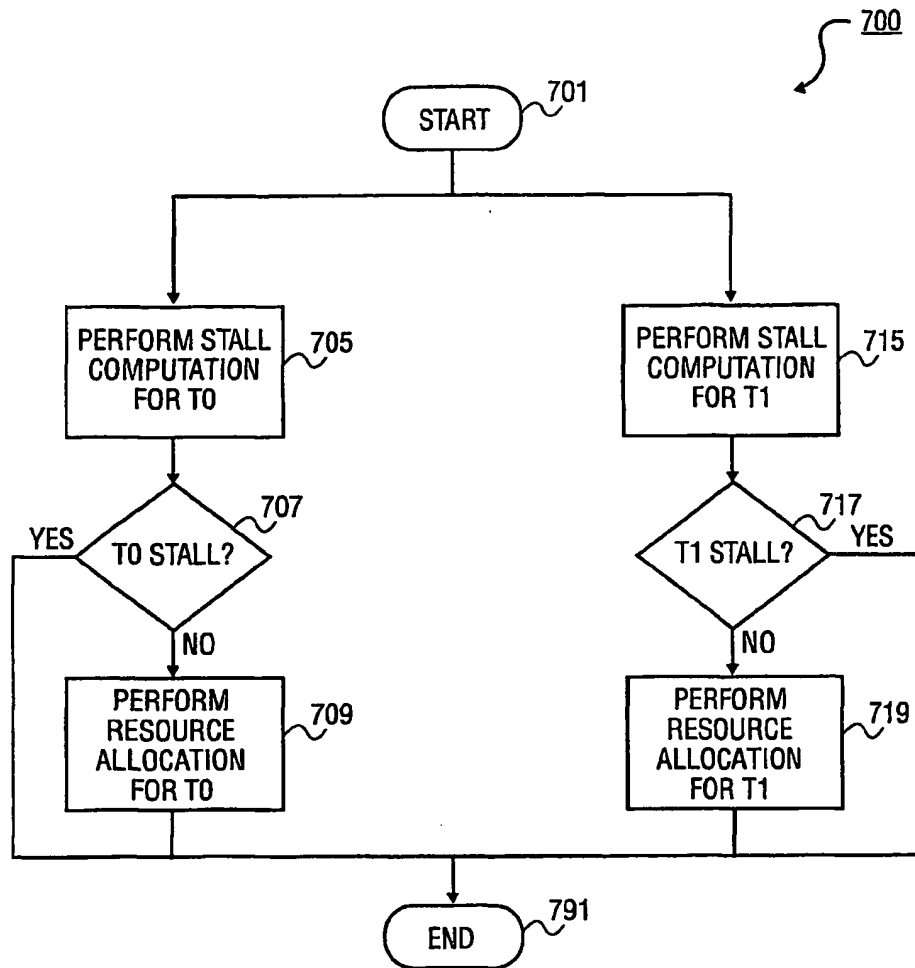 700
START
701
PERFORM STALL
COMPUTATION
FOR T0
705
PERFORM STALL
COMPUTATION
FOR T1
715
YES
T0 STALL?
707
NO
T1 STALL?
717
YES
NO
PERFORM
RESOURCE
ALLOCATION
FOR T0
709
PERFORM
RESOURCE
ALLOCATION
FOR T1
719
END
791